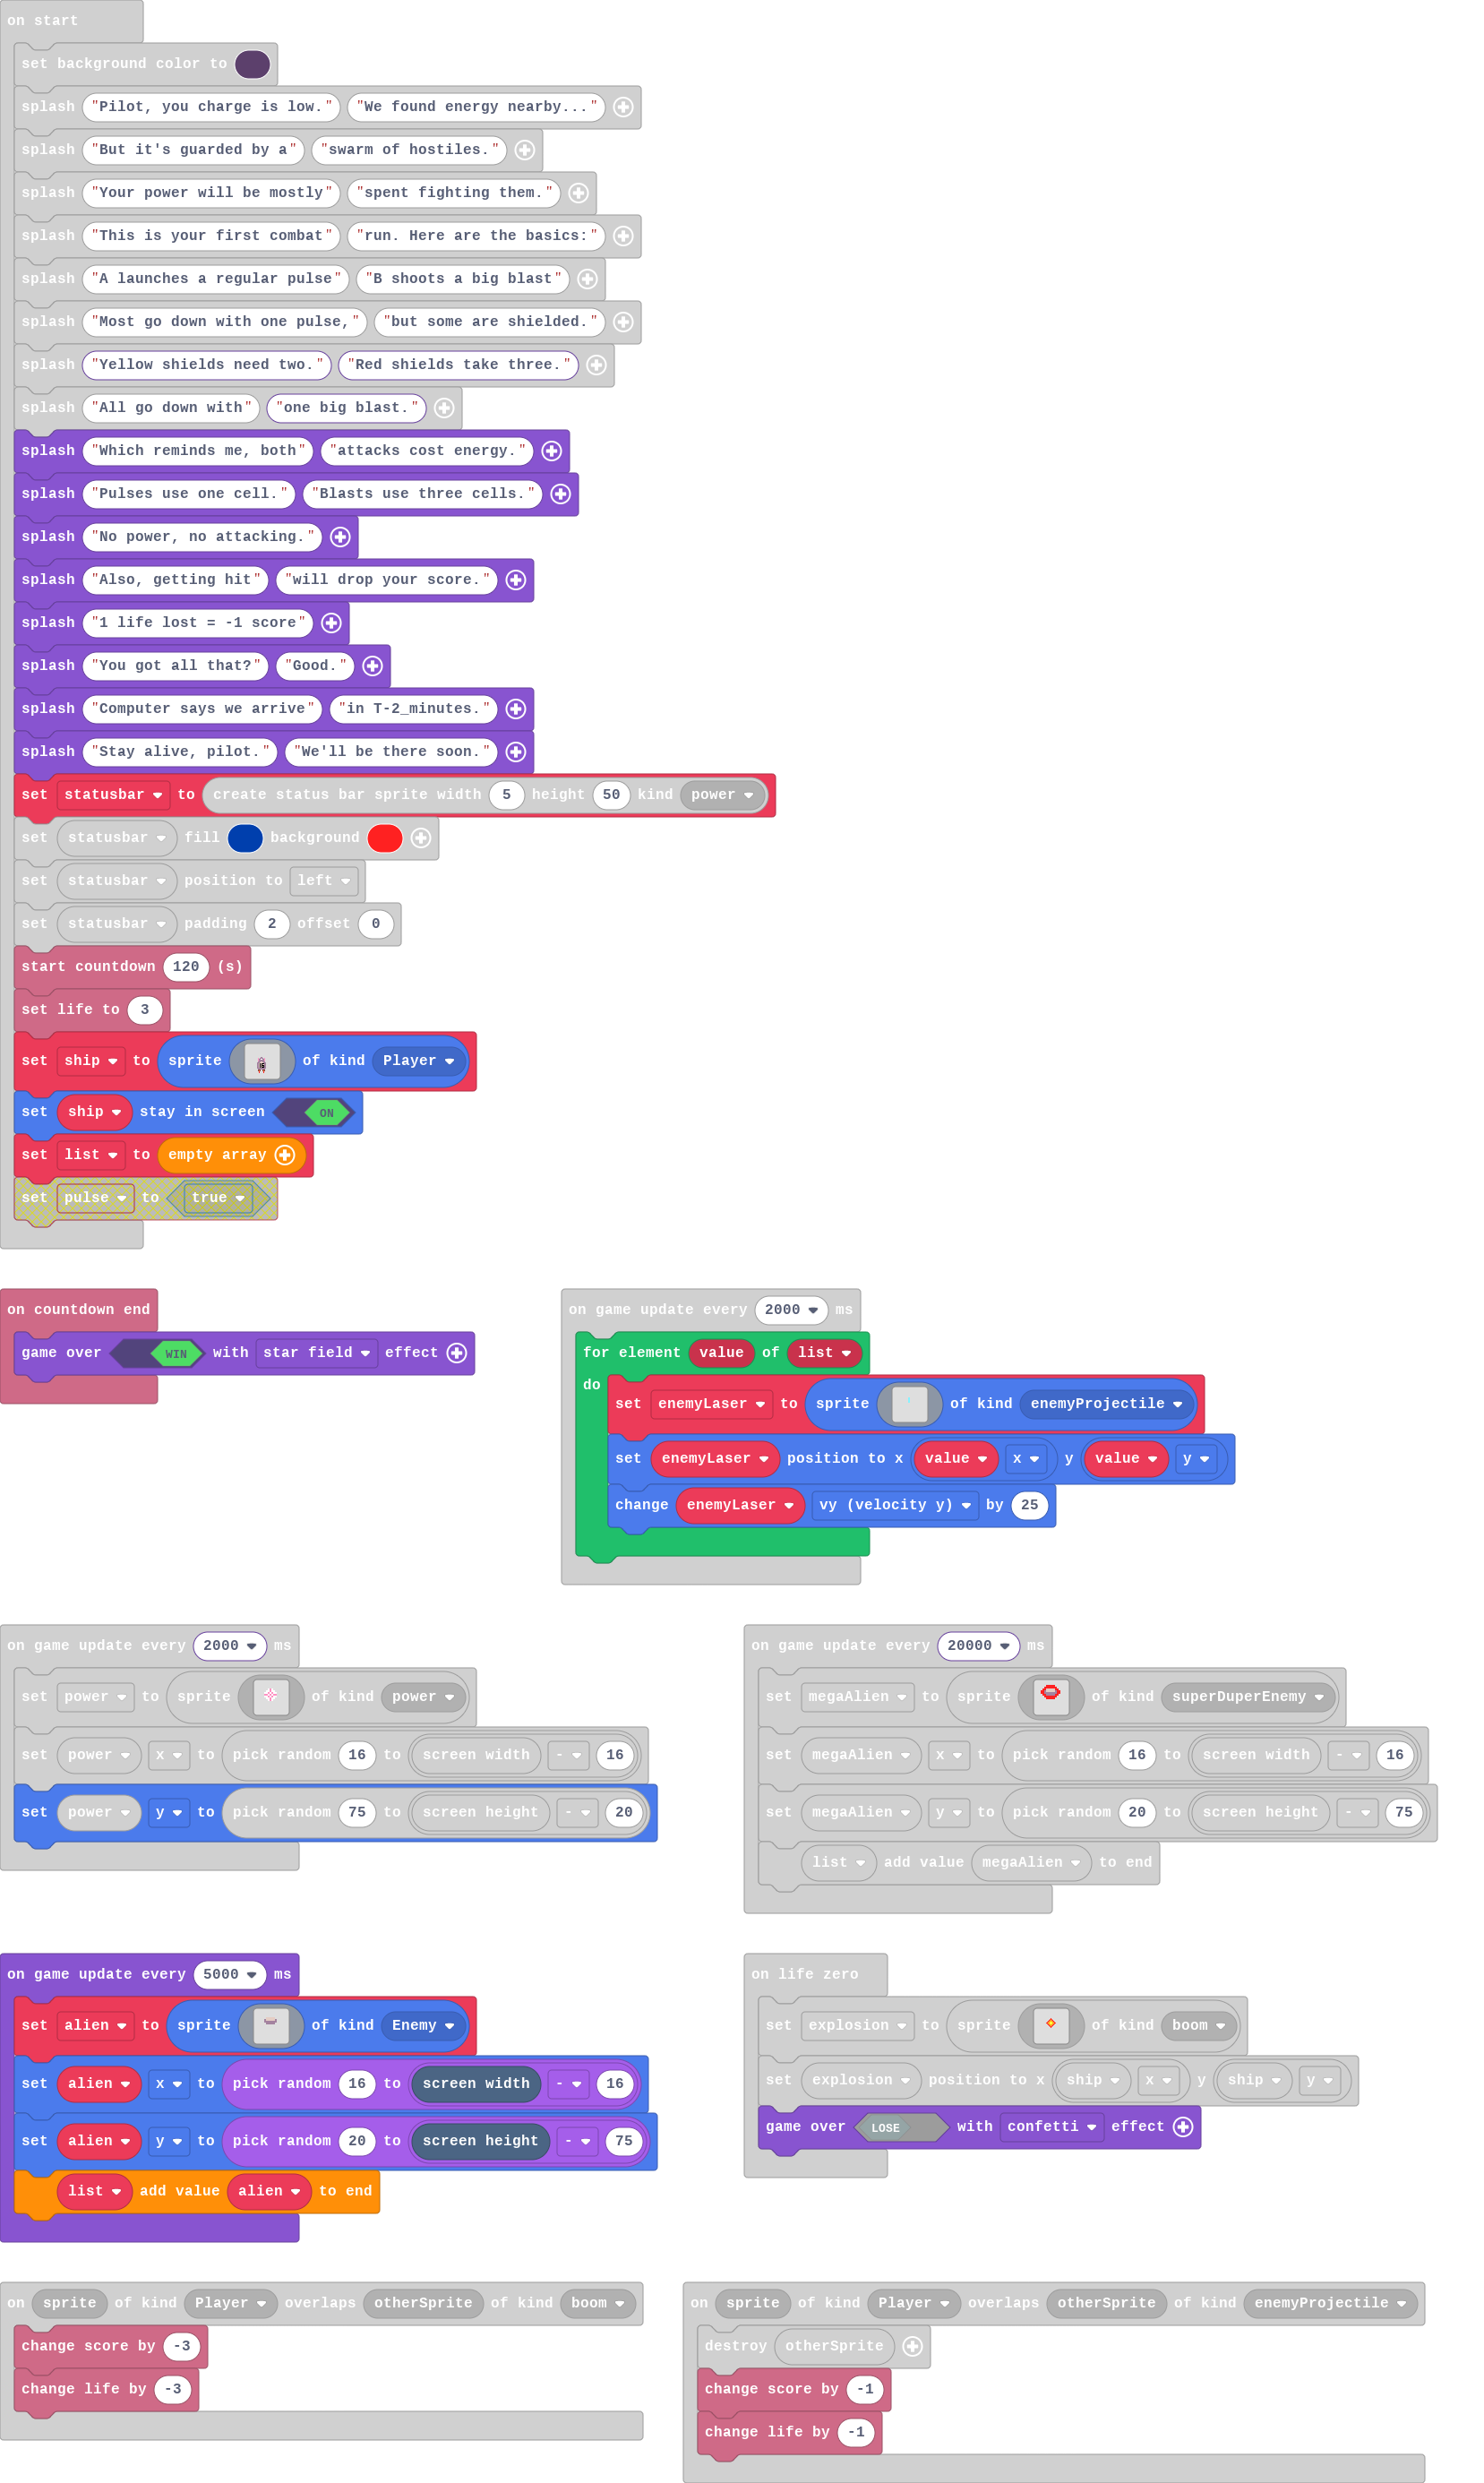 on start
set background color to
splash "Pilot, you charge is low." "We found energy nearby..."
splash "But it's guarded by a" "swarm of hostiles."
splash "Your power will be mostly" "spent fighting them."
splash "This is your first combat" "run. Here are the basics:"
splash "A launches a regular pulse" "B shoots a big blast"
splash "Most go down with one pulse," "but some are shielded."
splash "Yellow shields need two." "Red shields take three."
splash "All go down with" "one big blast."
splash "Which reminds me, both" "attacks cost energy."
splash "Pulses use one cell." "Blasts use three cells."
splash "No power, no attacking."
splash "Also, getting hit" "will drop your score."
splash "1 life lost = -1 score"
splash "You got all that?" "Good."
splash "Computer says we arrive" "in T-2_minutes."
splash "Stay alive, pilot." "We'll be there soon."
set statusbar to create status bar sprite width 5 height 50 kind power
set statusbar fill background
set statusbar position to left
set statusbar padding 2 offset 0
start countdown 120 (s)
set life to 3
set ship to sprite of kind Player
set ship stay in screen ON
set list to empty array
set pulse to true
on countdown end
game over WIN with star field effect
on game update every 2000 ms
for element value of list
do
set enemyLaser to sprite of kind enemyProjectile
set enemyLaser position to x value x y value y
change enemyLaser vy (velocity y) by 25
on game update every 2000 ms
set power to sprite of kind power
set power x to pick random 16 to screen width - 16
set power y to pick random 75 to screen height - 20
on game update every 20000 ms
set megaAlien to sprite of kind superDuperEnemy
set megaAlien x to pick random 16 to screen width - 16
set megaAlien y to pick random 20 to screen height - 75
list add value megaAlien to end
on game update every 5000 ms
set alien to sprite of kind Enemy
set alien x to pick random 16 to screen width - 16
set alien y to pick random 20 to screen height - 75
list add value alien to end
on life zero
set explosion to sprite of kind boom
set explosion position to x ship x y ship y
game over LOSE with confetti effect
on sprite of kind Player overlaps otherSprite of kind boom
change score by -3
change life by -3
on sprite of kind Player overlaps otherSprite of kind enemyProjectile
destroy otherSprite
change score by -1
change life by -1